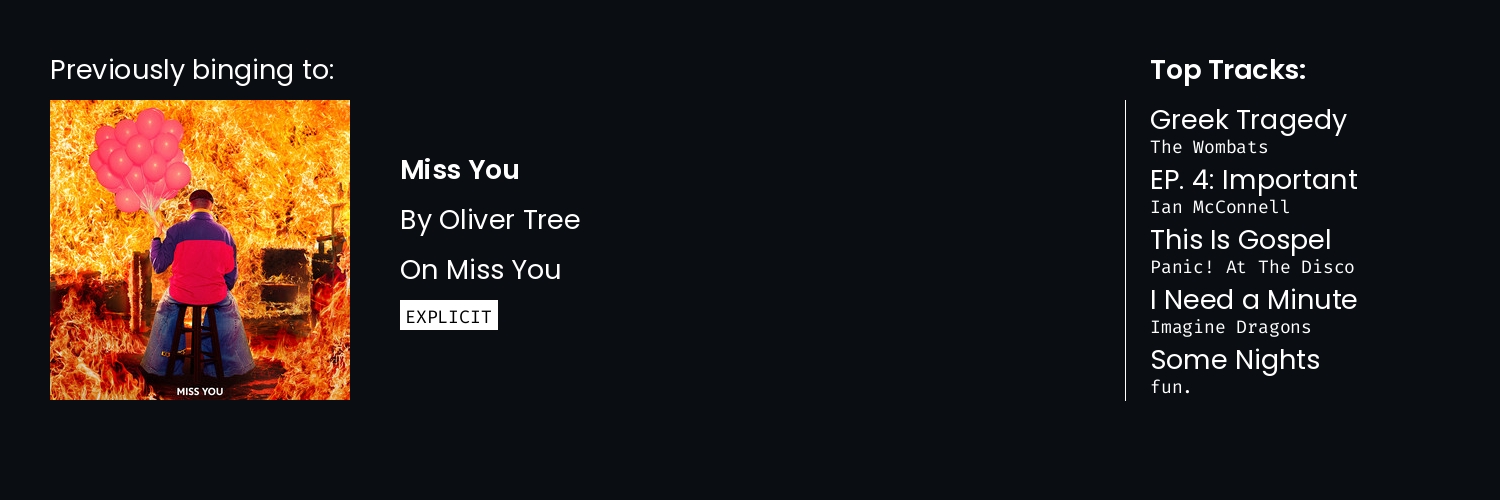 Previously binging to:
MISS YOU
Miss You
By Oliver Tree
On Miss You
EXPLICIT
Top Tracks:
Greek Tragedy
The Wombats
EP. 4: Important
Ian McConnell
This Is Gospel
Panic! At The Disco
I Need a Minute
Imagine Dragons
Some Nights
fun.